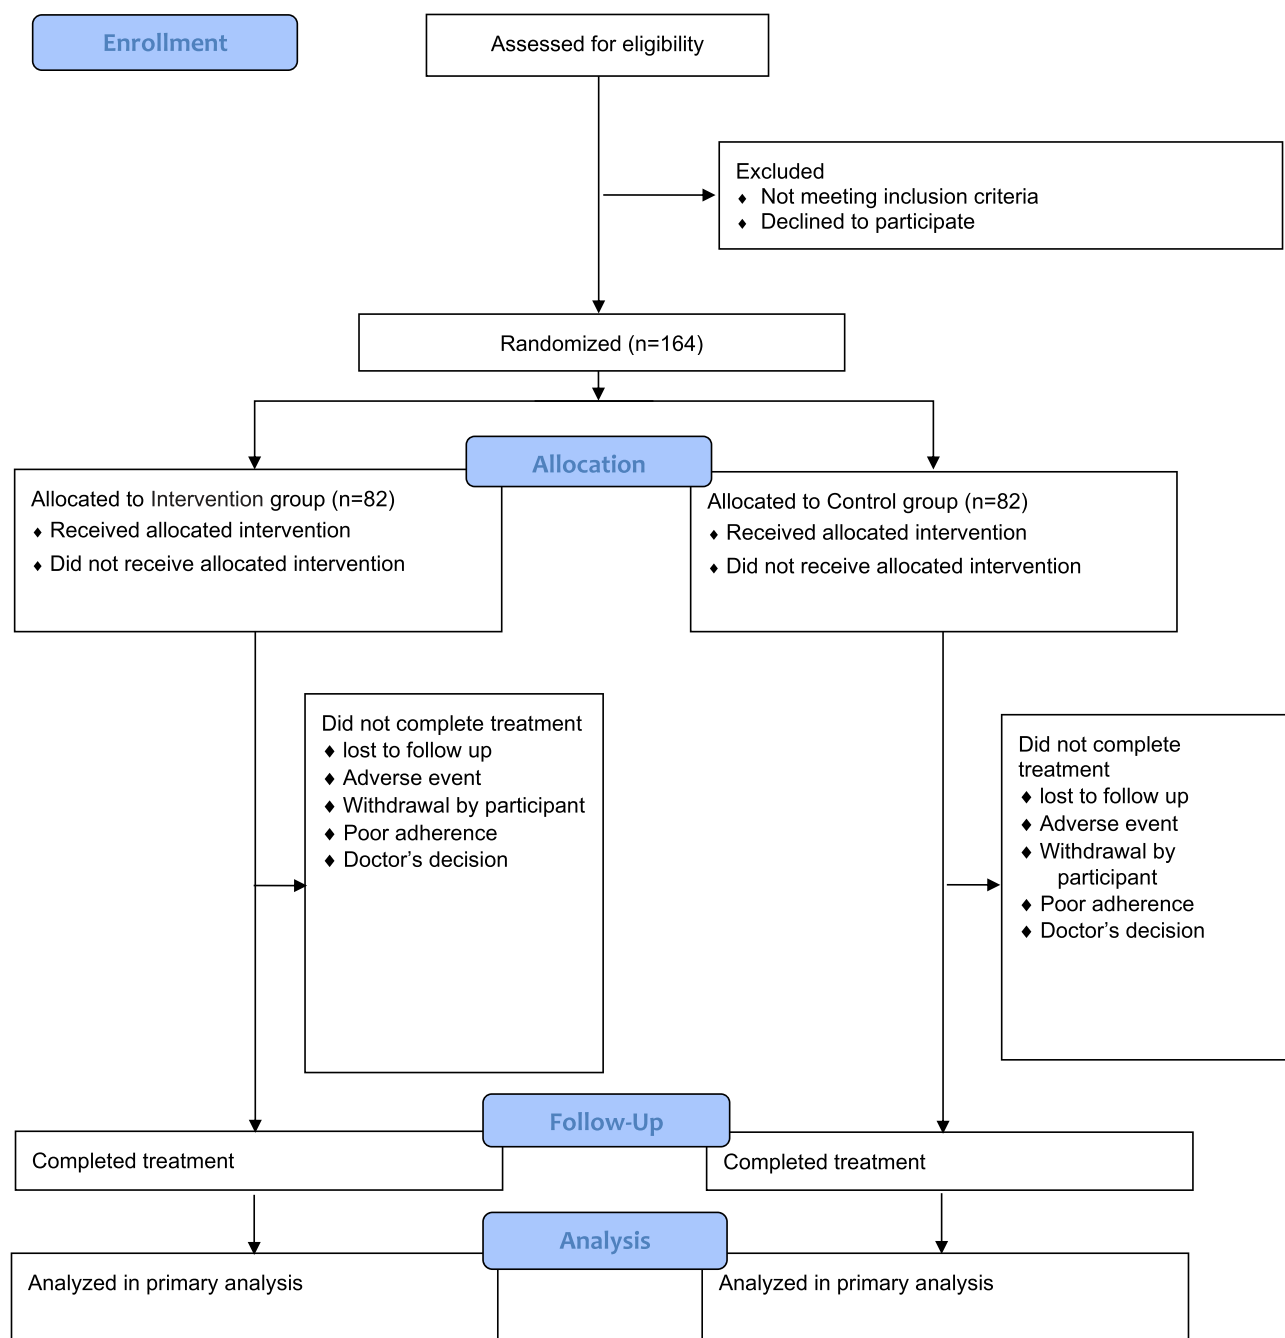 Enrollment
Assessed for eligibility
Excluded
♦ Not meeting inclusion criteria
♦ Declined to participate
Randomized (n=164)
Allocation
Allocated to Intervention group (n=82)
♦ Received allocated intervention
♦ Did not receive allocated intervention
Allocated to Control group (n=82)
♦ Received allocated intervention
♦ Did not receive allocated intervention
Did not complete treatment
♦ lost to follow up
♦ Adverse event
♦ Withdrawal by participant
♦ Poor adherence
♦ Doctor’s decision
Did not complete
treatment
♦ lost to follow up
♦ Adverse event
♦ Withdrawal by
participant
♦ Poor adherence
♦ Doctor’s decision
Follow-Up
Completed treatment
Completed treatment
Analysis
Analyzed in primary analysis
Analyzed in primary analysis